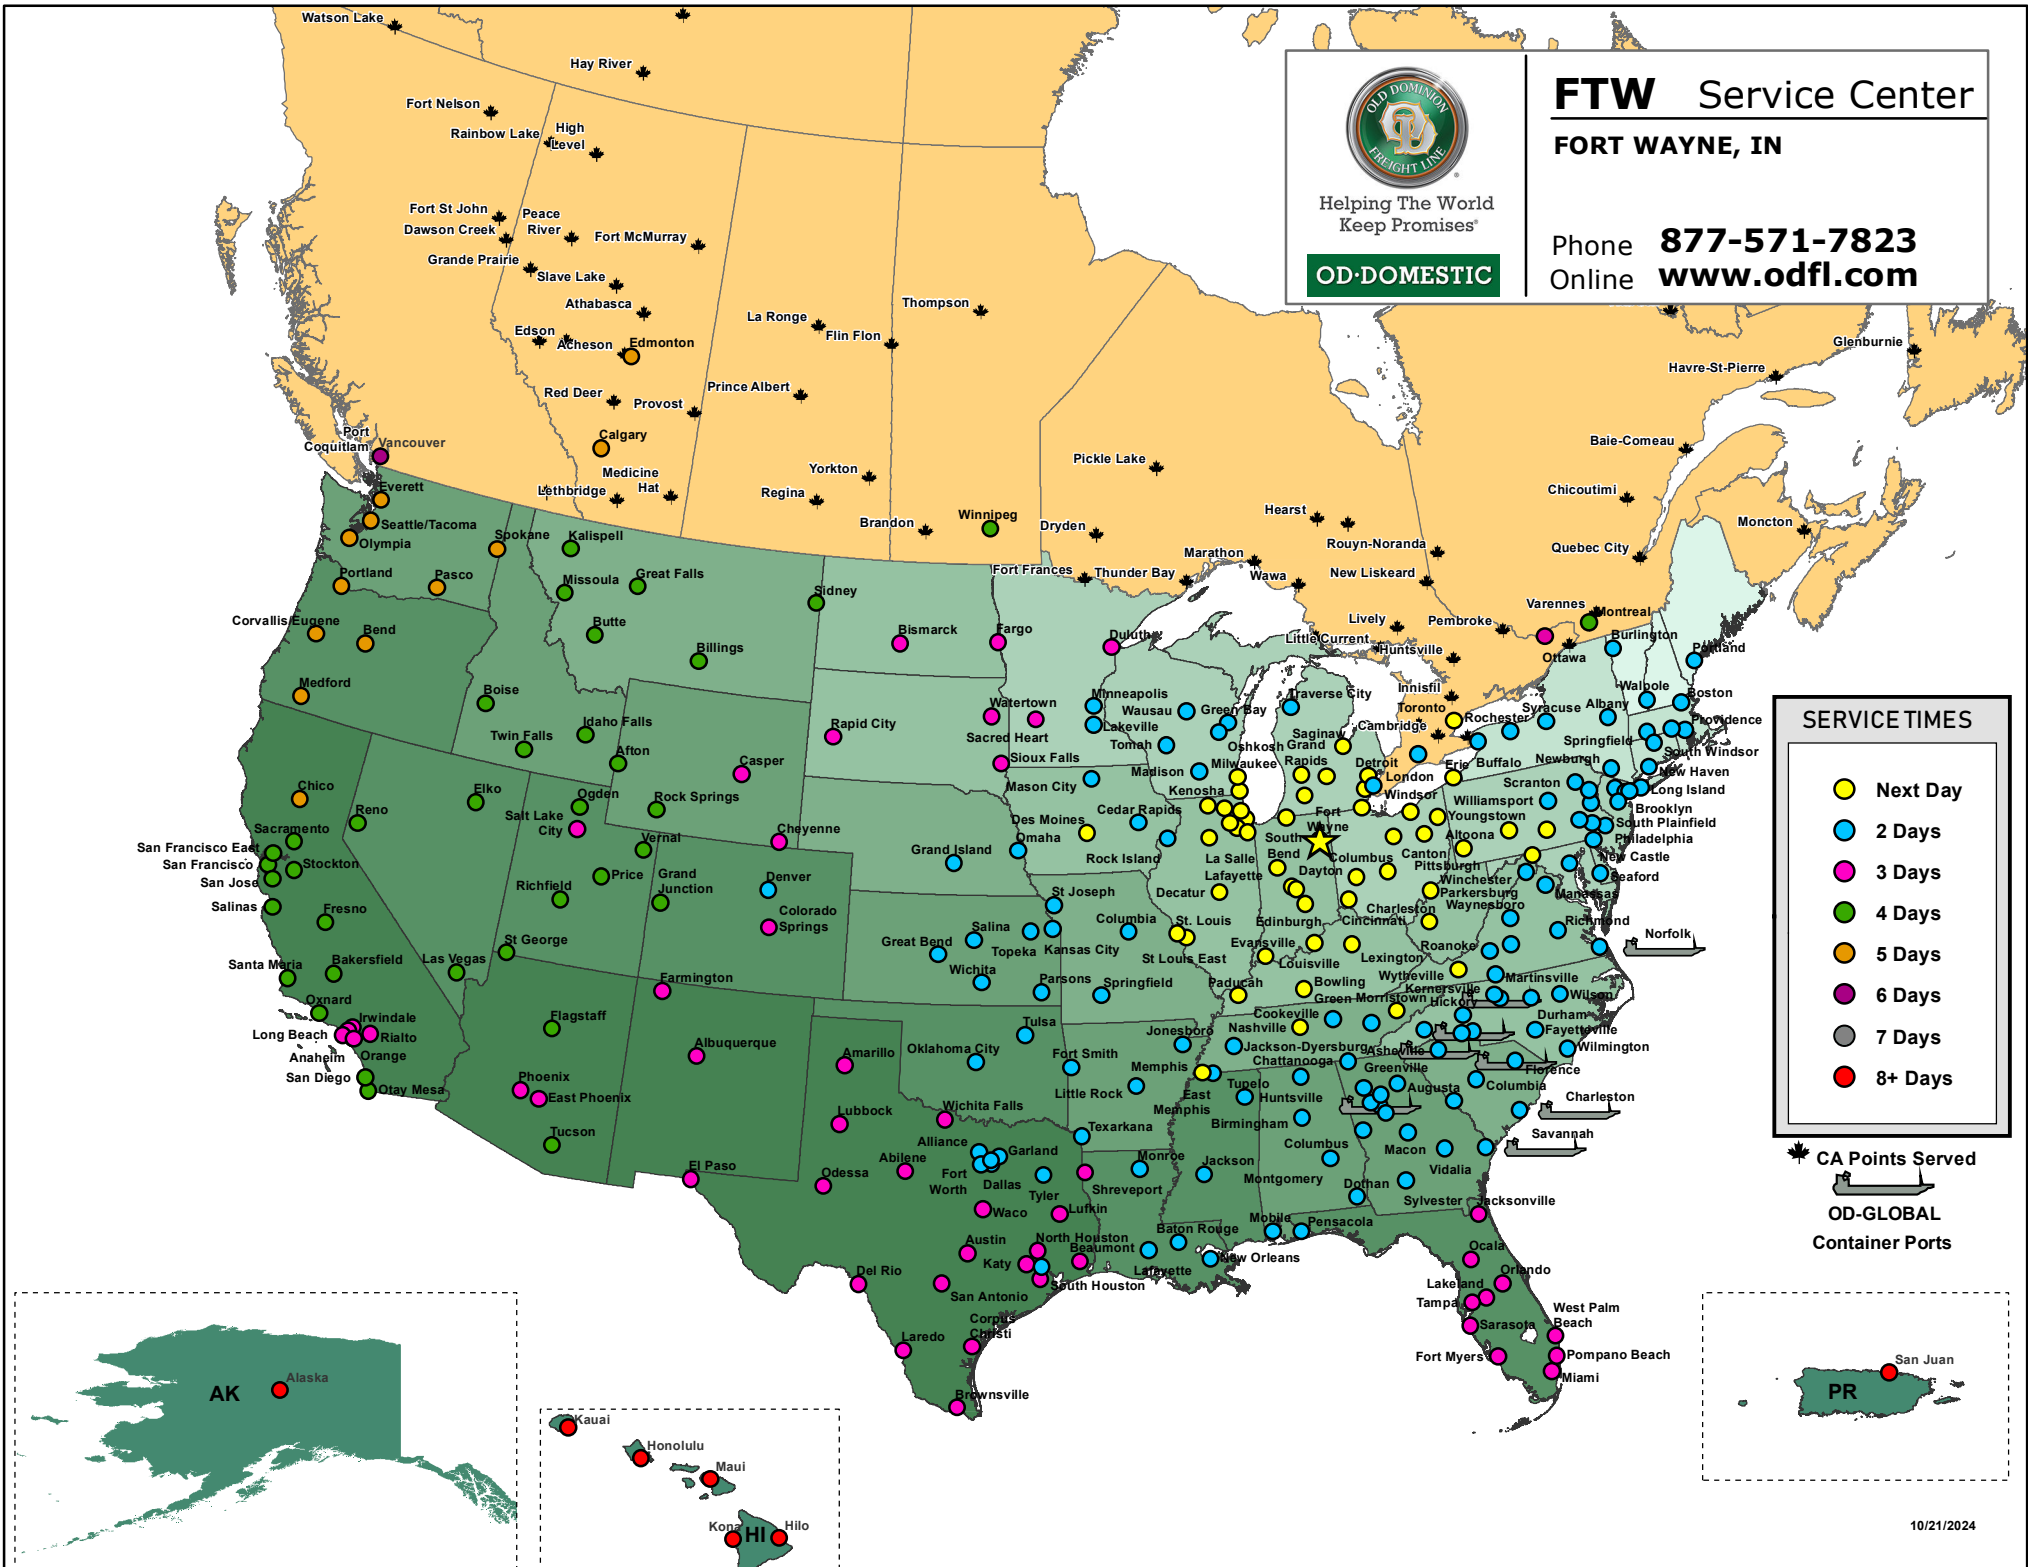 Watson Lake
Hay River
Fort Nelson
Rainbow Lake
High
Level
Fort St John
Dawson Creek
Peace
River
Fort McMurray
Grande Prairie
Slave Lake
Athabasca
Edson
Acheson
Edmonton
La Ronge
Flin Flon
Thompson
Red Deer
Provost
Prince Albert
Calgary
Port
Coquitlam
Vancouver
Medicine
Hat
Lethbridge
Yorkton
Regina
Brandon
Winnipeg
Pickle Lake
Dryden
Fort Frances
Thunder Bay
Marathon
Wawa
Hearst
Rouyn-Noranda
New Liskeard
Lively
Little Current
Pembroke
Huntsville
Innisfil
Toronto
Cambridge
London
Windsor
Varennes
Montreal
Ottawa
Quebec City
Chicoutimi
Baie-Comeau
Havre-St-Pierre
Glenburnie
Moncton
OLD DOMINION
FREIGHT LINE
Helping The World
Keep Promises®
OD·DOMESTIC
FTW Service Center
FORT WAYNE, IN
Phone 877-571-7823
Online www.odfl.com
Everett
Seattle/Tacoma
Olympia
Spokane
Portland
Pasco
Corvallis/Eugene
Bend
Medford
Kalispell
Missoula
Great Falls
Butte
Billings
Sidney
Boise
Idaho Falls
Twin Falls
Afton
Casper
Rock Springs
Cheyenne
Chico
Reno
Elko
Sacramento
San Francisco East
San Francisco
Stockton
San Jose
Salinas
Fresno
Santa Maria
Bakersfield
Las Vegas
Oxnard
Irwindale
Long Beach
Rialto
Anaheim
Orange
San Diego
Otay Mesa
Ogden
Salt Lake
City
Vernal
Price
Richfield
St George
Grand
Junction
Denver
Colorado
Springs
Farmington
Flagstaff
Albuquerque
Phoenix
East Phoenix
Tucson
El Paso
Bismarck
Fargo
Duluth
Rapid City
Watertown
Sacred Heart
Sioux Falls
Minneapolis
Lakeville
Wausau
Green Bay
Tomah
Oshkosh
Madison
Milwaukee
Kenosha
Mason City
Cedar Rapids
Des Moines
Omaha
Rock Island
Grand Island
Traverse City
Saginaw
Grand
Rapids
Detroit
Fort
Wayne
South
Bend
La Salle
Lafayette
Decatur
Dayton
Columbus
Canton
Pittsburgh
Youngstown
Altoona
Erie
Buffalo
Rochester
Syracuse
Albany
Burlington
Portland
Walpole
Boston
Providence
Springfield
South Windsor
Newburgh
New Haven
Long Island
Scranton
Brooklyn
Williamsport
South Plainfield
Philadelphia
New Castle
Seaford
Manassas
Winchester
Parkersburg
Waynesboro
Charleston
Richmond
Norfolk
Roanoke
Wytheville
Martinsville
Kernersville
Hickory
Wilson
Durham
Fayetteville
Wilmington
Florence
Columbia
Charleston
Savannah
St Joseph
Salina
Great Bend
Topeka
Kansas City
Columbia
St. Louis
St Louis East
Wichita
Parsons
Springfield
Edinburgh
Cincinnati
Evansville
Louisville
Lexington
Paducah
Bowling
Green
Morristown
Nashville
Cookeville
Jonesboro
Jackson-Dyersburg
Chattanooga
Asheville
Greenville
Augusta
Memphis
East
Memphis
Tupelo
Huntsville
Birmingham
Columbus
Macon
Vidalia
Montgomery
Dothan
Sylvester
Jacksonville
Tulsa
Oklahoma City
Fort Smith
Little Rock
Amarillo
Lubbock
Wichita Falls
Texarkana
Alliance
Garland
Abilene
Fort
Worth
Dallas
Tyler
Odessa
Monroe
Shreveport
Jackson
Waco
Lufkin
Austin
North Houston
Beaumont
Katy
South Houston
Baton Rouge
Lafayette
New Orleans
Mobile
Pensacola
Del Rio
San Antonio
Corpus
Christi
Laredo
Brownsville
Ocala
Orlando
Lakeland
Tampa
Sarasota
West Palm
Beach
Fort Myers
Pompano Beach
Miami
SERVICE TIMES
Next Day
2 Days
3 Days
4 Days
5 Days
6 Days
7 Days
8+ Days
CA Points Served
OD-GLOBAL
Container Ports
AK
Alaska
Kauai
Honolulu
Maui
Kona
HI
Hilo
San Juan
PR
10/21/2024